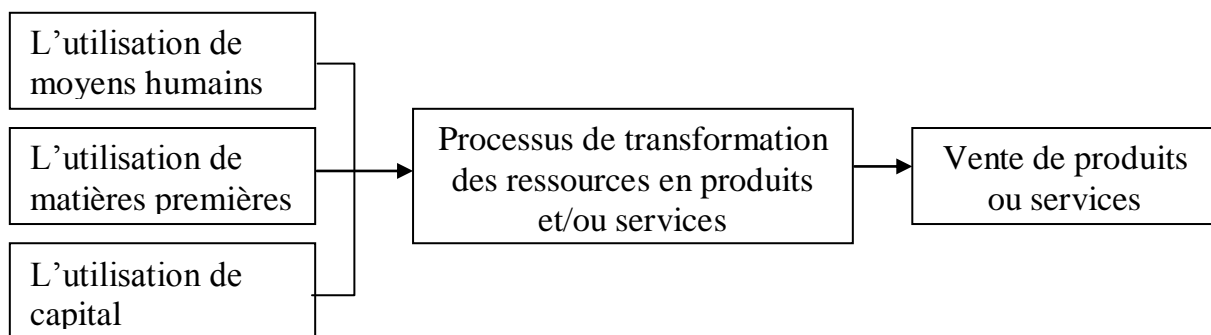 L’utilisation de
moyens humains
L’utilisation de
matières premières
L’utilisation de
capital
Processus de transformation
des ressources en produits
et/ou services
Vente de produits
ou services